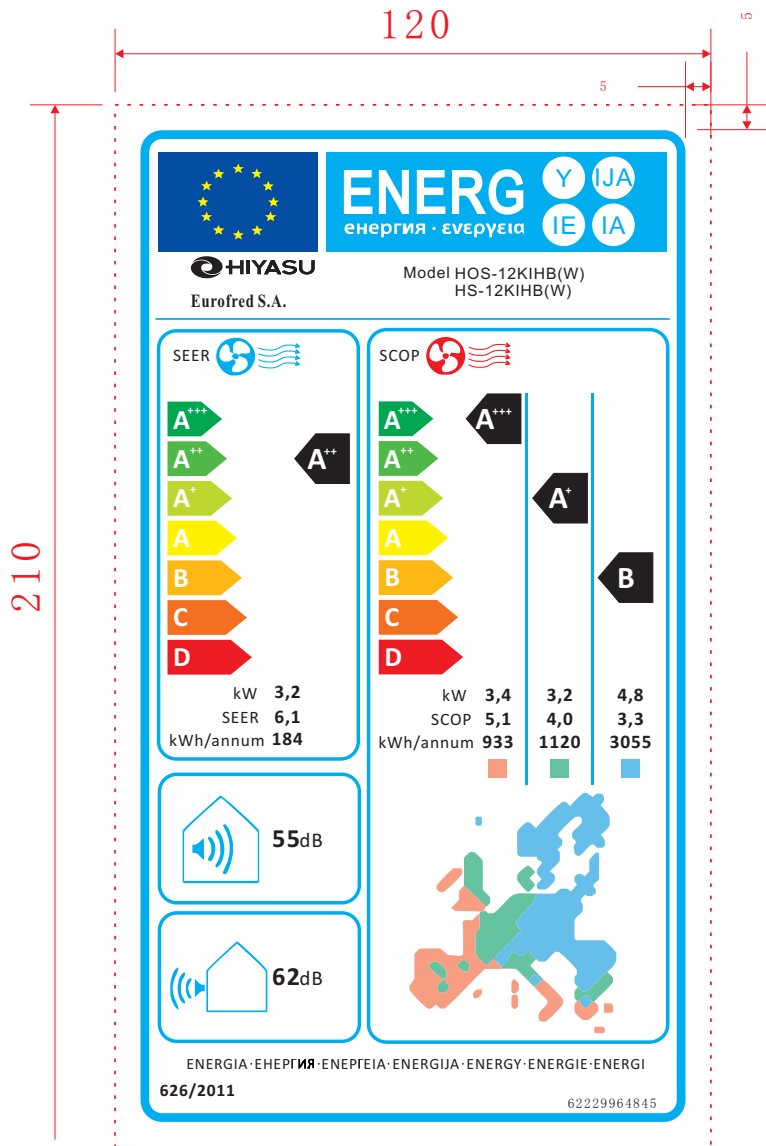 120
5
5
210
ENERG
енергия · ενεργεια
Y IJA
IE IA
HIYASU
Eurofred S.A.
Model HOS-12KIHB(W)
HS-12KIHB(W)
SEER
A+++
A++
A+
A
B
C
D
A++
kW 3,2
SEER 6,1
kWh/annum 184
SCOP
A+++
A++
A+
A
B
C
D
A+++
A+
B
kW 3,4 3,2 4,8
SCOP 5,1 4,0 3,3
kWh/annum 933 1120 3055
55dB
62dB
ENERGIA·ЕНЕРГИЯ·ΕΝΕΡΓΕΙΑ·ENERGIJA·ENERGY·ENERGIE·ENERGI
626/2011
62229964845